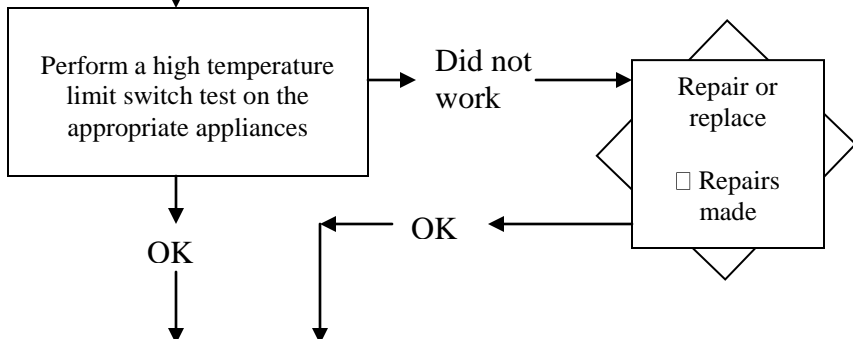 Perform a high temperature
limit switch test on the
appropriate appliances
Did not
work
Repair or
replace
□ Repairs
made
OK
OK